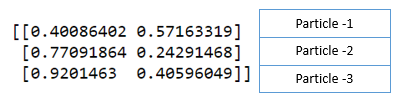 [[0.40086402 0.57163319] Particle -1
[0.77091864 0.24291468] Particle -2
[0.9201463 0.40596049]] Particle -3